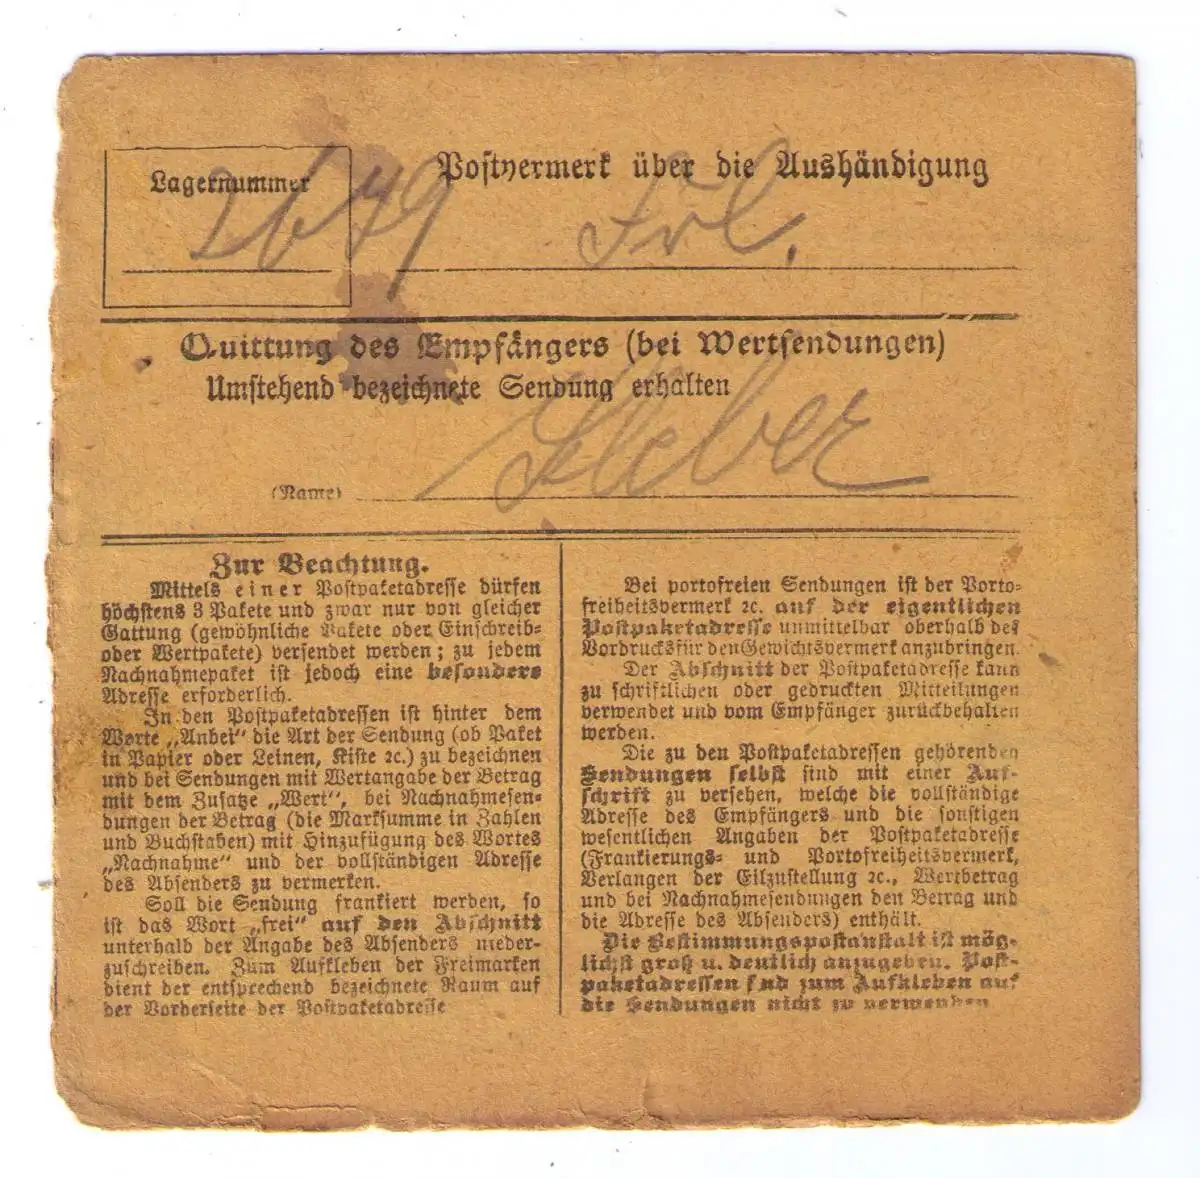 Lagernummer
2679
Postvermerk über die Aushändigung
Frl.
Quittung des Empfängers (bei Wertsendungen)
Umstehend bezeichnete Sendung erhalten
(Name)
Zur Beachtung.
Mittels einer Postpaketadresse dürfen
höchstens 3 Pakete und zwar nur von gleicher
Gattung (gewöhnliche Pakete oder Einschreib-
oder Wertpakete) versendet werden; zu jedem
Nachnahmepaket ist jedoch eine besondere
Adresse erforderlich.
In den Postpaketadressen ist hinter dem
Worte „Anbei“ die Art der Sendung (ob Paket
in Papier oder Leinen, Kiste ꝛc.) zu bezeichnen
und bei Sendungen mit Wertangabe der Betrag
mit dem Zusatze „Wert“, bei Nachnahmesen-
dungen der Betrag (die Marksumme in Zahlen
und Buchstaben) mit Hinzufügung des Wortes
„Nachnahme“ und der vollständigen Adresse
des Absenders zu vermerken.
Soll die Sendung frankiert werden, so
ist das Wort „frei“ auf den Abschnitt
unterhalb der Angabe des Absenders nieder-
zuschreiben. Zum Aufkleben der Freimarken
dient der entsprechend bezeichnete Raum auf
der Vorderseite der Postpaketadresse
Bei portofreien Sendungen ist der Porto-
freiheitsvermerk ꝛc. auf der eigentlichen
Postpaketadresse unmittelbar oberhalb des
Vordrucks für den Gewichtsvermerk anzubringen.
Der Abschnitt der Postpaketadresse kann
zu schriftlichen oder gedruckten Mitteilungen
verwendet und vom Empfänger zurückbehalten
werden.
Die zu den Postpaketadressen gehörenden
Sendungen selbst sind mit einer Auf-
schrift zu versehen, welche die vollständige
Adresse des Empfängers und die sonstigen
wesentlichen Angaben der Postpaketadresse
(Frankierungs- und Portofreiheitsvermerk,
Verlangen der Eilzustellung ꝛc., Wertbetrag
und bei Nachnahmesendungen den Betrag und
die Adresse des Absenders) enthält.
Die Bestimmungspostanstalt ist mög-
lichst groß u. deutlich anzugeben. Post-
paketadressen sind zum Aufkleben auf
die Sendungen nicht zu verwenden